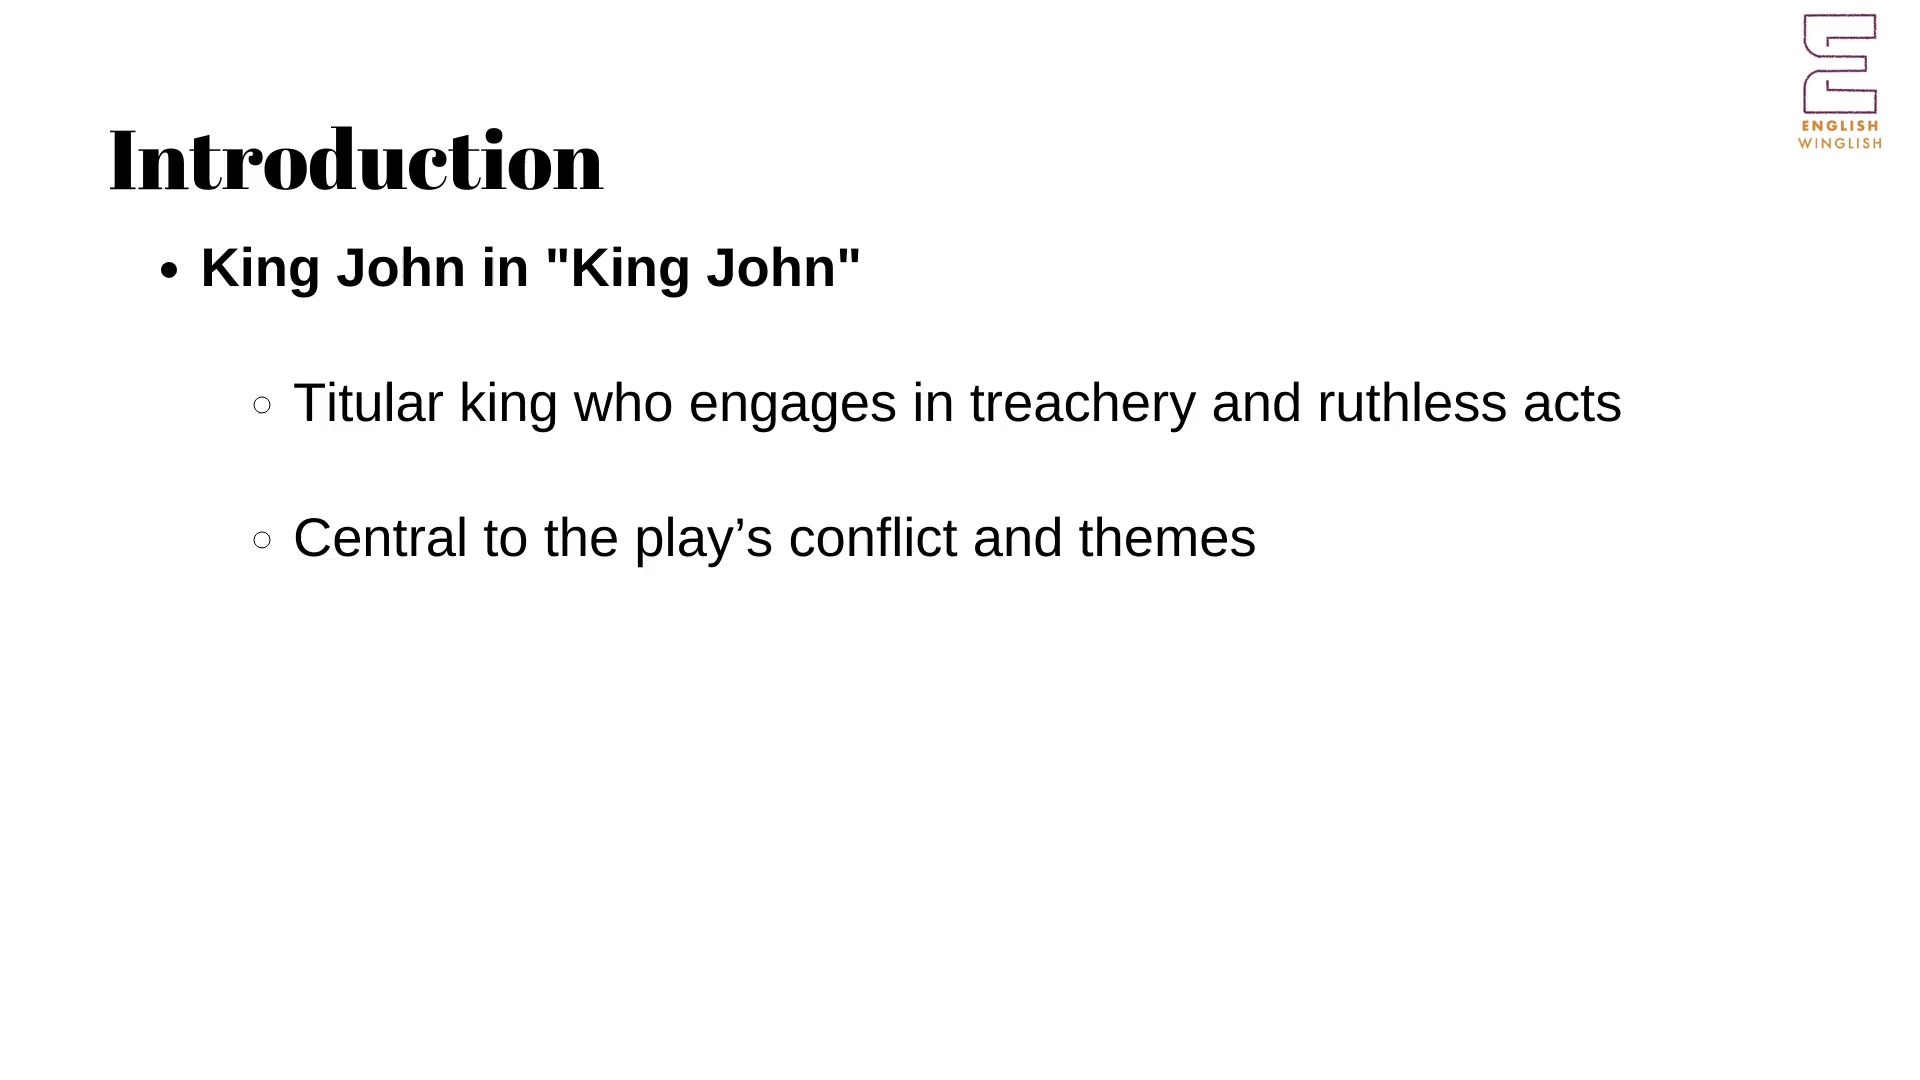 ENGLISH
WINGLISH
Introduction
• King John in "King John"
○ Titular king who engages in treachery and ruthless acts
○ Central to the play’s conflict and themes